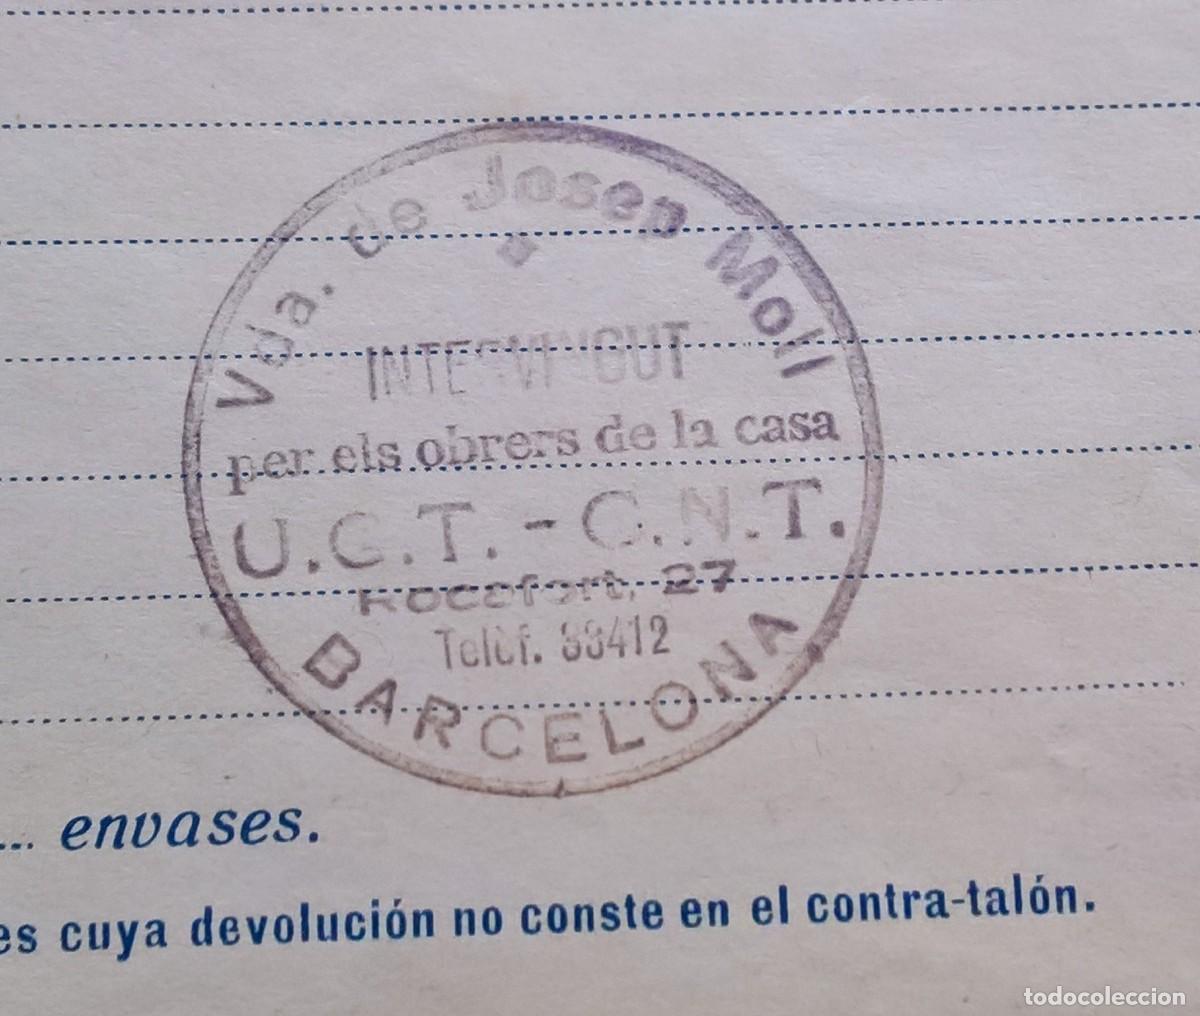 Vda. de Josep Moll
INTERVINGUT
per els obrers de la casa
U.G.T. - C.N.T.
Rocafort, 27
Telèf. 33412
BARCELONA
... envases.
es cuya devolución no conste en el contra-talón.
todocoleccion